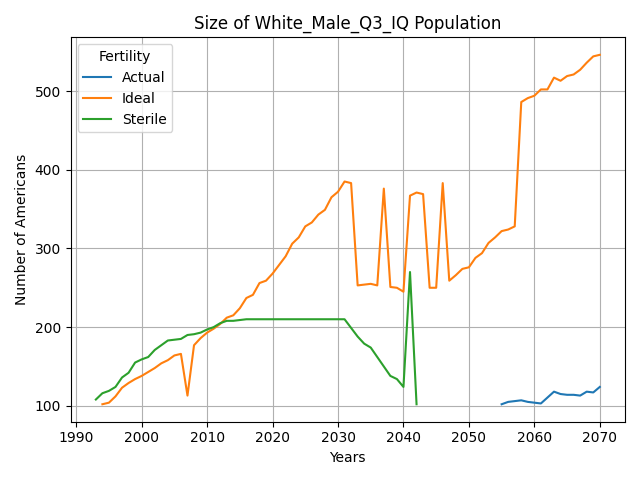 Size of White_Male_Q3_IQ Population
Fertility
Actual
Ideal
Sterile
Number of Americans
500
400
300
200
100
1990 2000 2010 2020 2030 2040 2050 2060 2070
Years